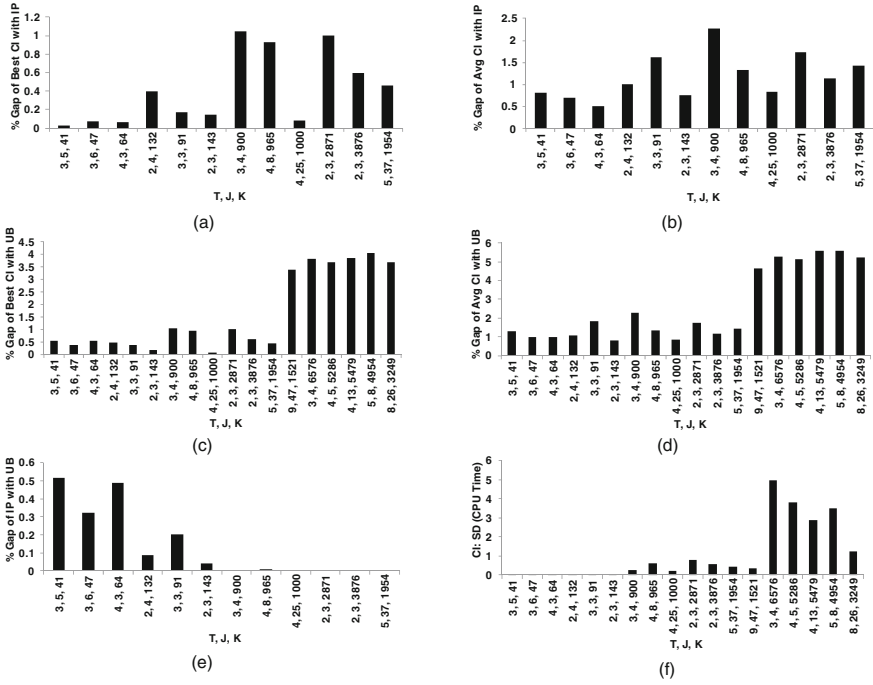 % Gap of Best CI with IP
1.2
1
0.8
0.6
0.4
0.2
0
3, 5, 41
3, 6, 47
4, 3, 64
2, 4, 132
3, 3, 91
2, 3, 143
3, 4, 900
4, 8, 965
4, 25, 1000
2, 3, 2871
2, 3, 3876
5, 37, 1954
T, J, K
(a)
% Gap of Avg CI with IP
2.5
2
1.5
1
0.5
0
3, 5, 41
3, 6, 47
4, 3, 64
2, 4, 132
3, 3, 91
2, 3, 143
3, 4, 900
4, 8, 965
4, 25, 1000
2, 3, 2871
2, 3, 3876
5, 37, 1954
T, J, K
(b)
% Gap of Best CI with UB
4.5
4
3.5
3
2.5
2
1.5
1
0.5
0
3, 5, 41
3, 6, 47
4, 3, 64
2, 4, 132
3, 3, 91
2, 3, 143
3, 4, 900
4, 8, 965
4, 25, 1000
2, 3, 2871
2, 3, 3876
5, 37, 1954
9, 47, 1521
3, 4, 6576
4, 5, 5286
4, 13, 5479
5, 8, 4954
8, 26, 3249
T, J, K
(c)
% Gap of Avg CI with UB
6
5
4
3
2
1
0
3, 5, 41
3, 6, 47
4, 3, 64
2, 4, 132
3, 3, 91
2, 3, 143
3, 4, 900
4, 8, 965
4, 25, 1000
2, 3, 2871
2, 3, 3876
5, 37, 1954
9, 47, 1521
3, 4, 6576
4, 5, 5286
4, 13, 5479
5, 8, 4954
8, 26, 3249
T, J, K
(d)
% Gap of IP with UB
0.6
0.5
0.4
0.3
0.2
0.1
0
3, 5, 41
3, 6, 47
4, 3, 64
2, 4, 132
3, 3, 91
2, 3, 143
3, 4, 900
4, 8, 965
4, 25, 1000
2, 3, 2871
2, 3, 3876
5, 37, 1954
T, J, K
(e)
CI: SD (CPU Time)
6
5
4
3
2
1
0
3, 5, 41
3, 6, 47
4, 3, 64
2, 4, 132
3, 3, 91
2, 3, 143
3, 4, 900
4, 8, 965
4, 25, 1000
2, 3, 2871
2, 3, 3876
5, 37, 1954
9, 47, 1521
3, 4, 6576
4, 5, 5286
4, 13, 5479
5, 8, 4954
8, 26, 3249
T, J, K
(f)